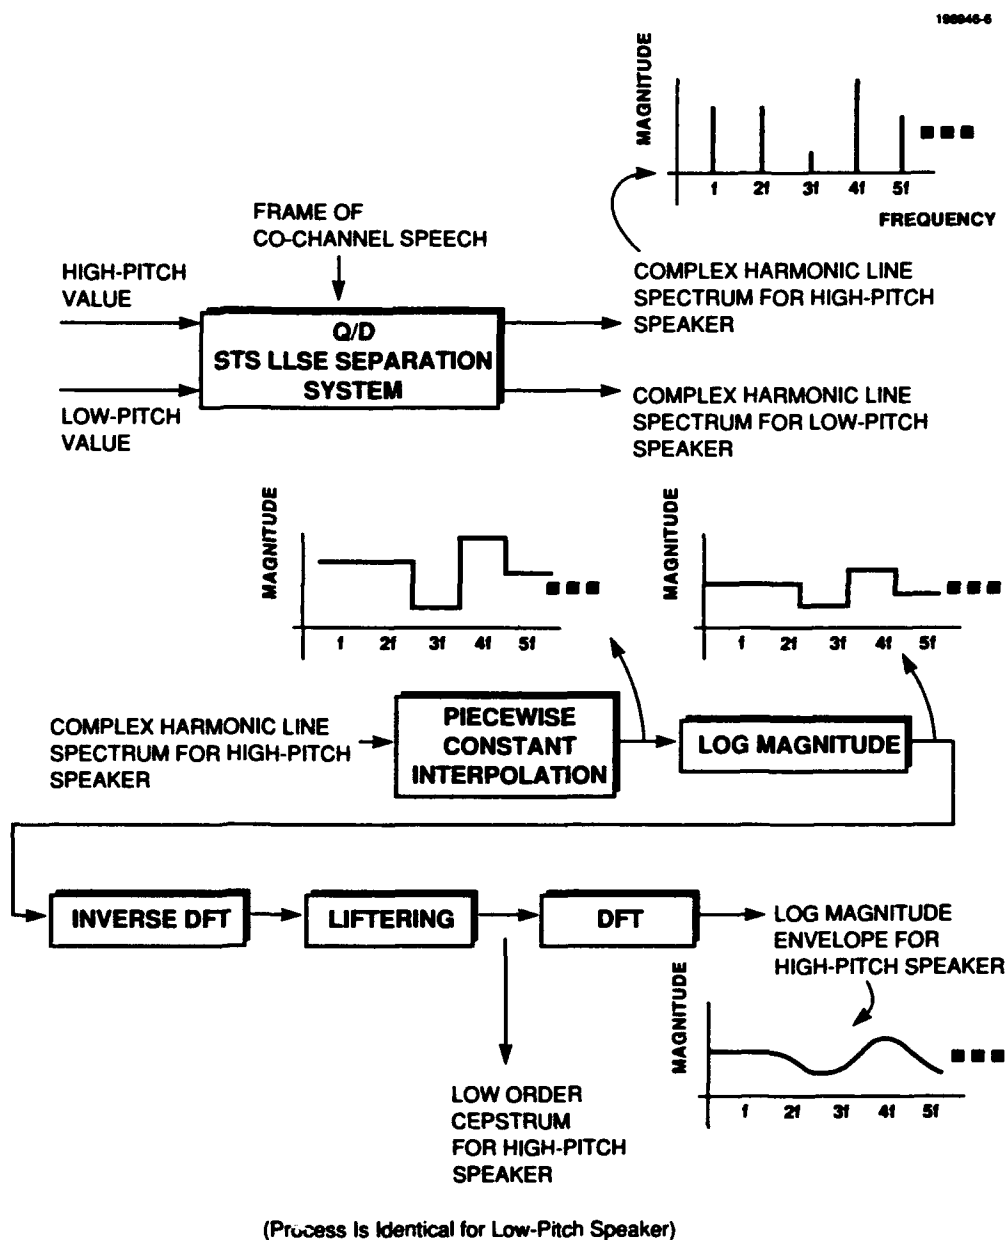 198946-6
MAGNITUDE
f 2f 3f 4f 5f
FREQUENCY
FRAME OF
CO-CHANNEL SPEECH
HIGH-PITCH
VALUE
LOW-PITCH
VALUE
Q/D
STS LLSE SEPARATION
SYSTEM
COMPLEX HARMONIC LINE
SPECTRUM FOR HIGH-PITCH
SPEAKER
COMPLEX HARMONIC LINE
SPECTRUM FOR LOW-PITCH
SPEAKER
MAGNITUDE
f 2f 3f 4f 5f
MAGNITUDE
f 2f 3f 4f 5f
COMPLEX HARMONIC LINE
SPECTRUM FOR HIGH-PITCH
SPEAKER
PIECEWISE
CONSTANT
INTERPOLATION
LOG MAGNITUDE
INVERSE DFT
LIFTERING
DFT
LOG MAGNITUDE
ENVELOPE FOR
HIGH-PITCH SPEAKER
MAGNITUDE
f 2f 3f 4f 5f
LOW ORDER
CEPSTRUM
FOR HIGH-PITCH
SPEAKER
(Process Is Identical for Low-Pitch Speaker)